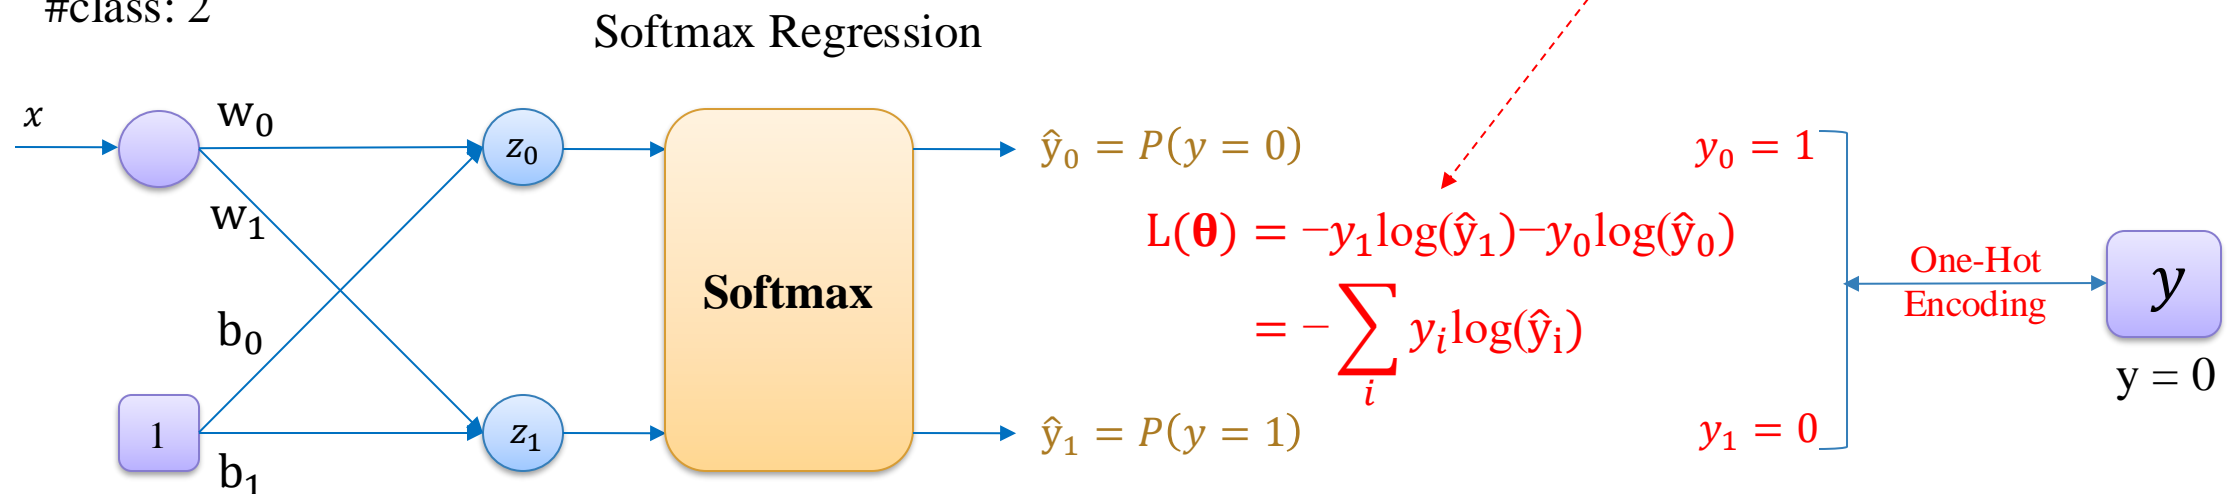 #class: 2
Softmax Regression
x
w₀
w₁
b₀
b₁
1
z₀
z₁
Softmax
ŷ₀ = P(y = 0)
y₀ = 1
L(θ) = −y₁log(ŷ₁)−y₀log(ŷ₀)
= − ∑ᵢ yᵢlog(ŷᵢ)
ŷ₁ = P(y = 1)
y₁ = 0
One-Hot
Encoding
y
y = 0